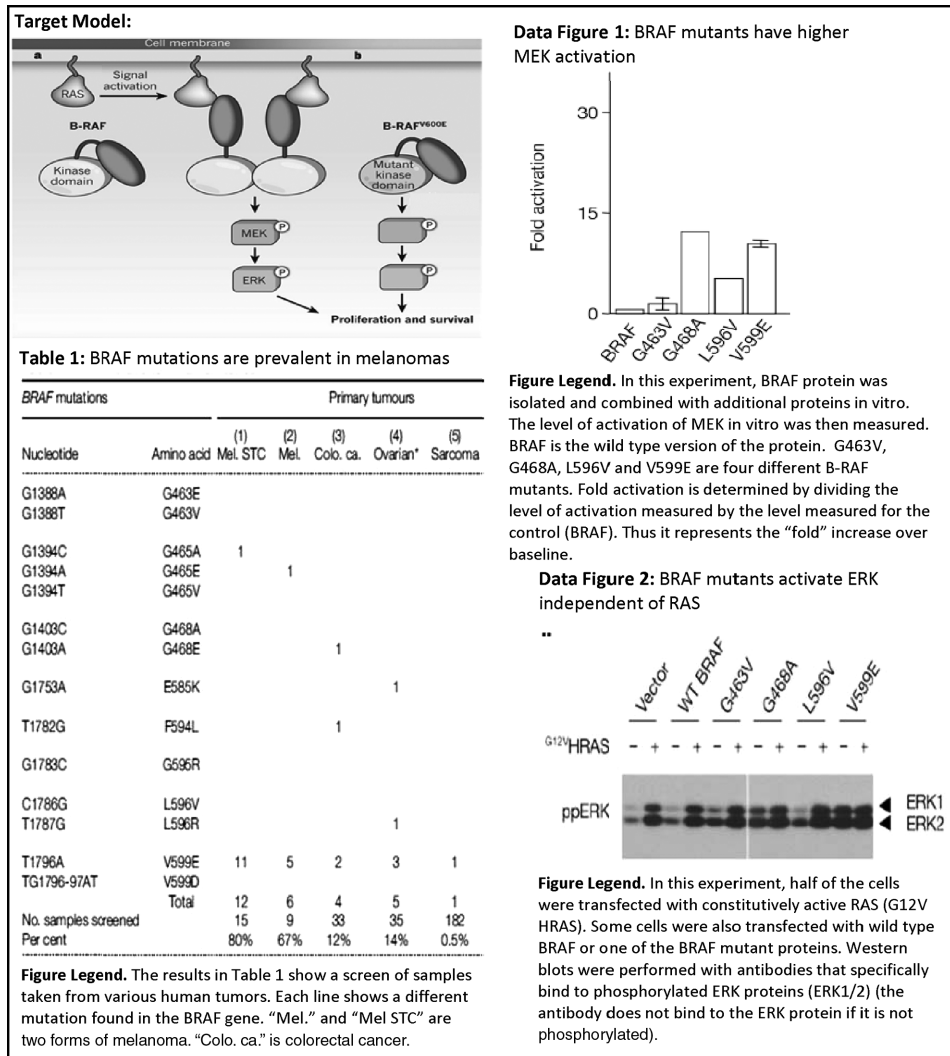 Target Model:
Cell membrane
a
b
RAS
Signal
activation
B-RAF
Kinase
domain
B-RAFV600E
Mutant
kinase
domain
MEK
P
P
ERK
P
P
Proliferation and survival
Table 1: BRAF mutations are prevalent in melanomas
BRAF mutations Primary tumours
(1) (2) (3) (4) (5)
Nucleotide Amino acid Mel. STC Mel. Colo. ca. Ovarian* Sarcoma
G1388A G463E
G1388T G463V
G1394C G465A 1
G1394A G465E 1
G1394T G465V
G1403C G468A
G1403A G468E 1
G1753A E585K 1
T1782G F594L 1
G1783C G595R
C1786G L596V
T1787G L596R 1
T1796A V599E 11 5 2 3 1
TG1796-97AT V599D
Total 12 6 4 5 1
No. samples screened 15 9 33 35 182
Per cent 80% 67% 12% 14% 0.5%
Figure Legend. The results in Table 1 show a screen of samples
taken from various human tumors. Each line shows a different
mutation found in the BRAF gene. “Mel.” and “Mel STC” are
two forms of melanoma. “Colo. ca.” is colorectal cancer.
Data Figure 1: BRAF mutants have higher
MEK activation
Fold activation
30
15
0
BRAF
G463V
G468A
L596V
V599E
Figure Legend. In this experiment, BRAF protein was
isolated and combined with additional proteins in vitro.
The level of activation of MEK in vitro was then measured.
BRAF is the wild type version of the protein. G463V,
G468A, L596V and V599E are four different B-RAF
mutants. Fold activation is determined by dividing the
level of activation measured by the level measured for the
control (BRAF). Thus it represents the “fold” increase over
baseline.
Data Figure 2: BRAF mutants activate ERK
independent of RAS
Vector
WT BRAF
G463V
G468A
L596V
V599E
G12VHRAS - + - + - + - + - + - +
ppERK
ERK1
ERK2
Figure Legend. In this experiment, half of the cells
were transfected with constitutively active RAS (G12V
HRAS). Some cells were also transfected with wild type
BRAF or one of the BRAF mutant proteins. Western
blots were performed with antibodies that specifically
bind to phosphorylated ERK proteins (ERK1/2) (the
antibody does not bind to the ERK protein if it is not
phosphorylated).